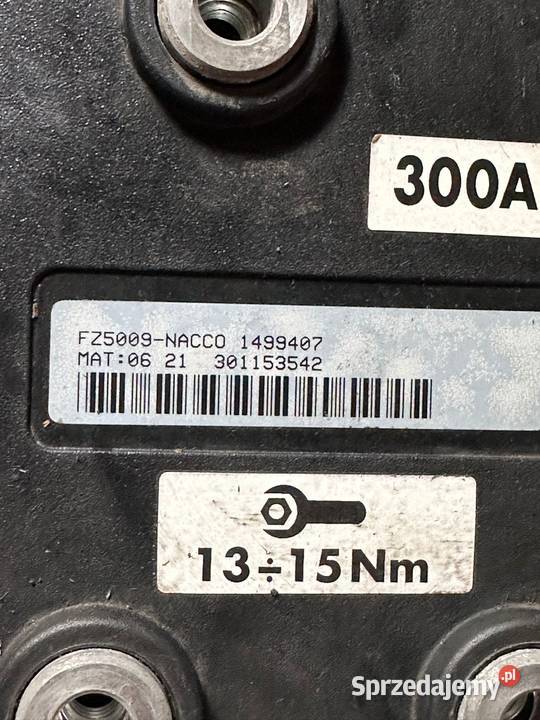 300A
FZ5009-NACCO 1499407
MAT:06 21 301153542
13÷15Nm
Sprzedajemy.pl